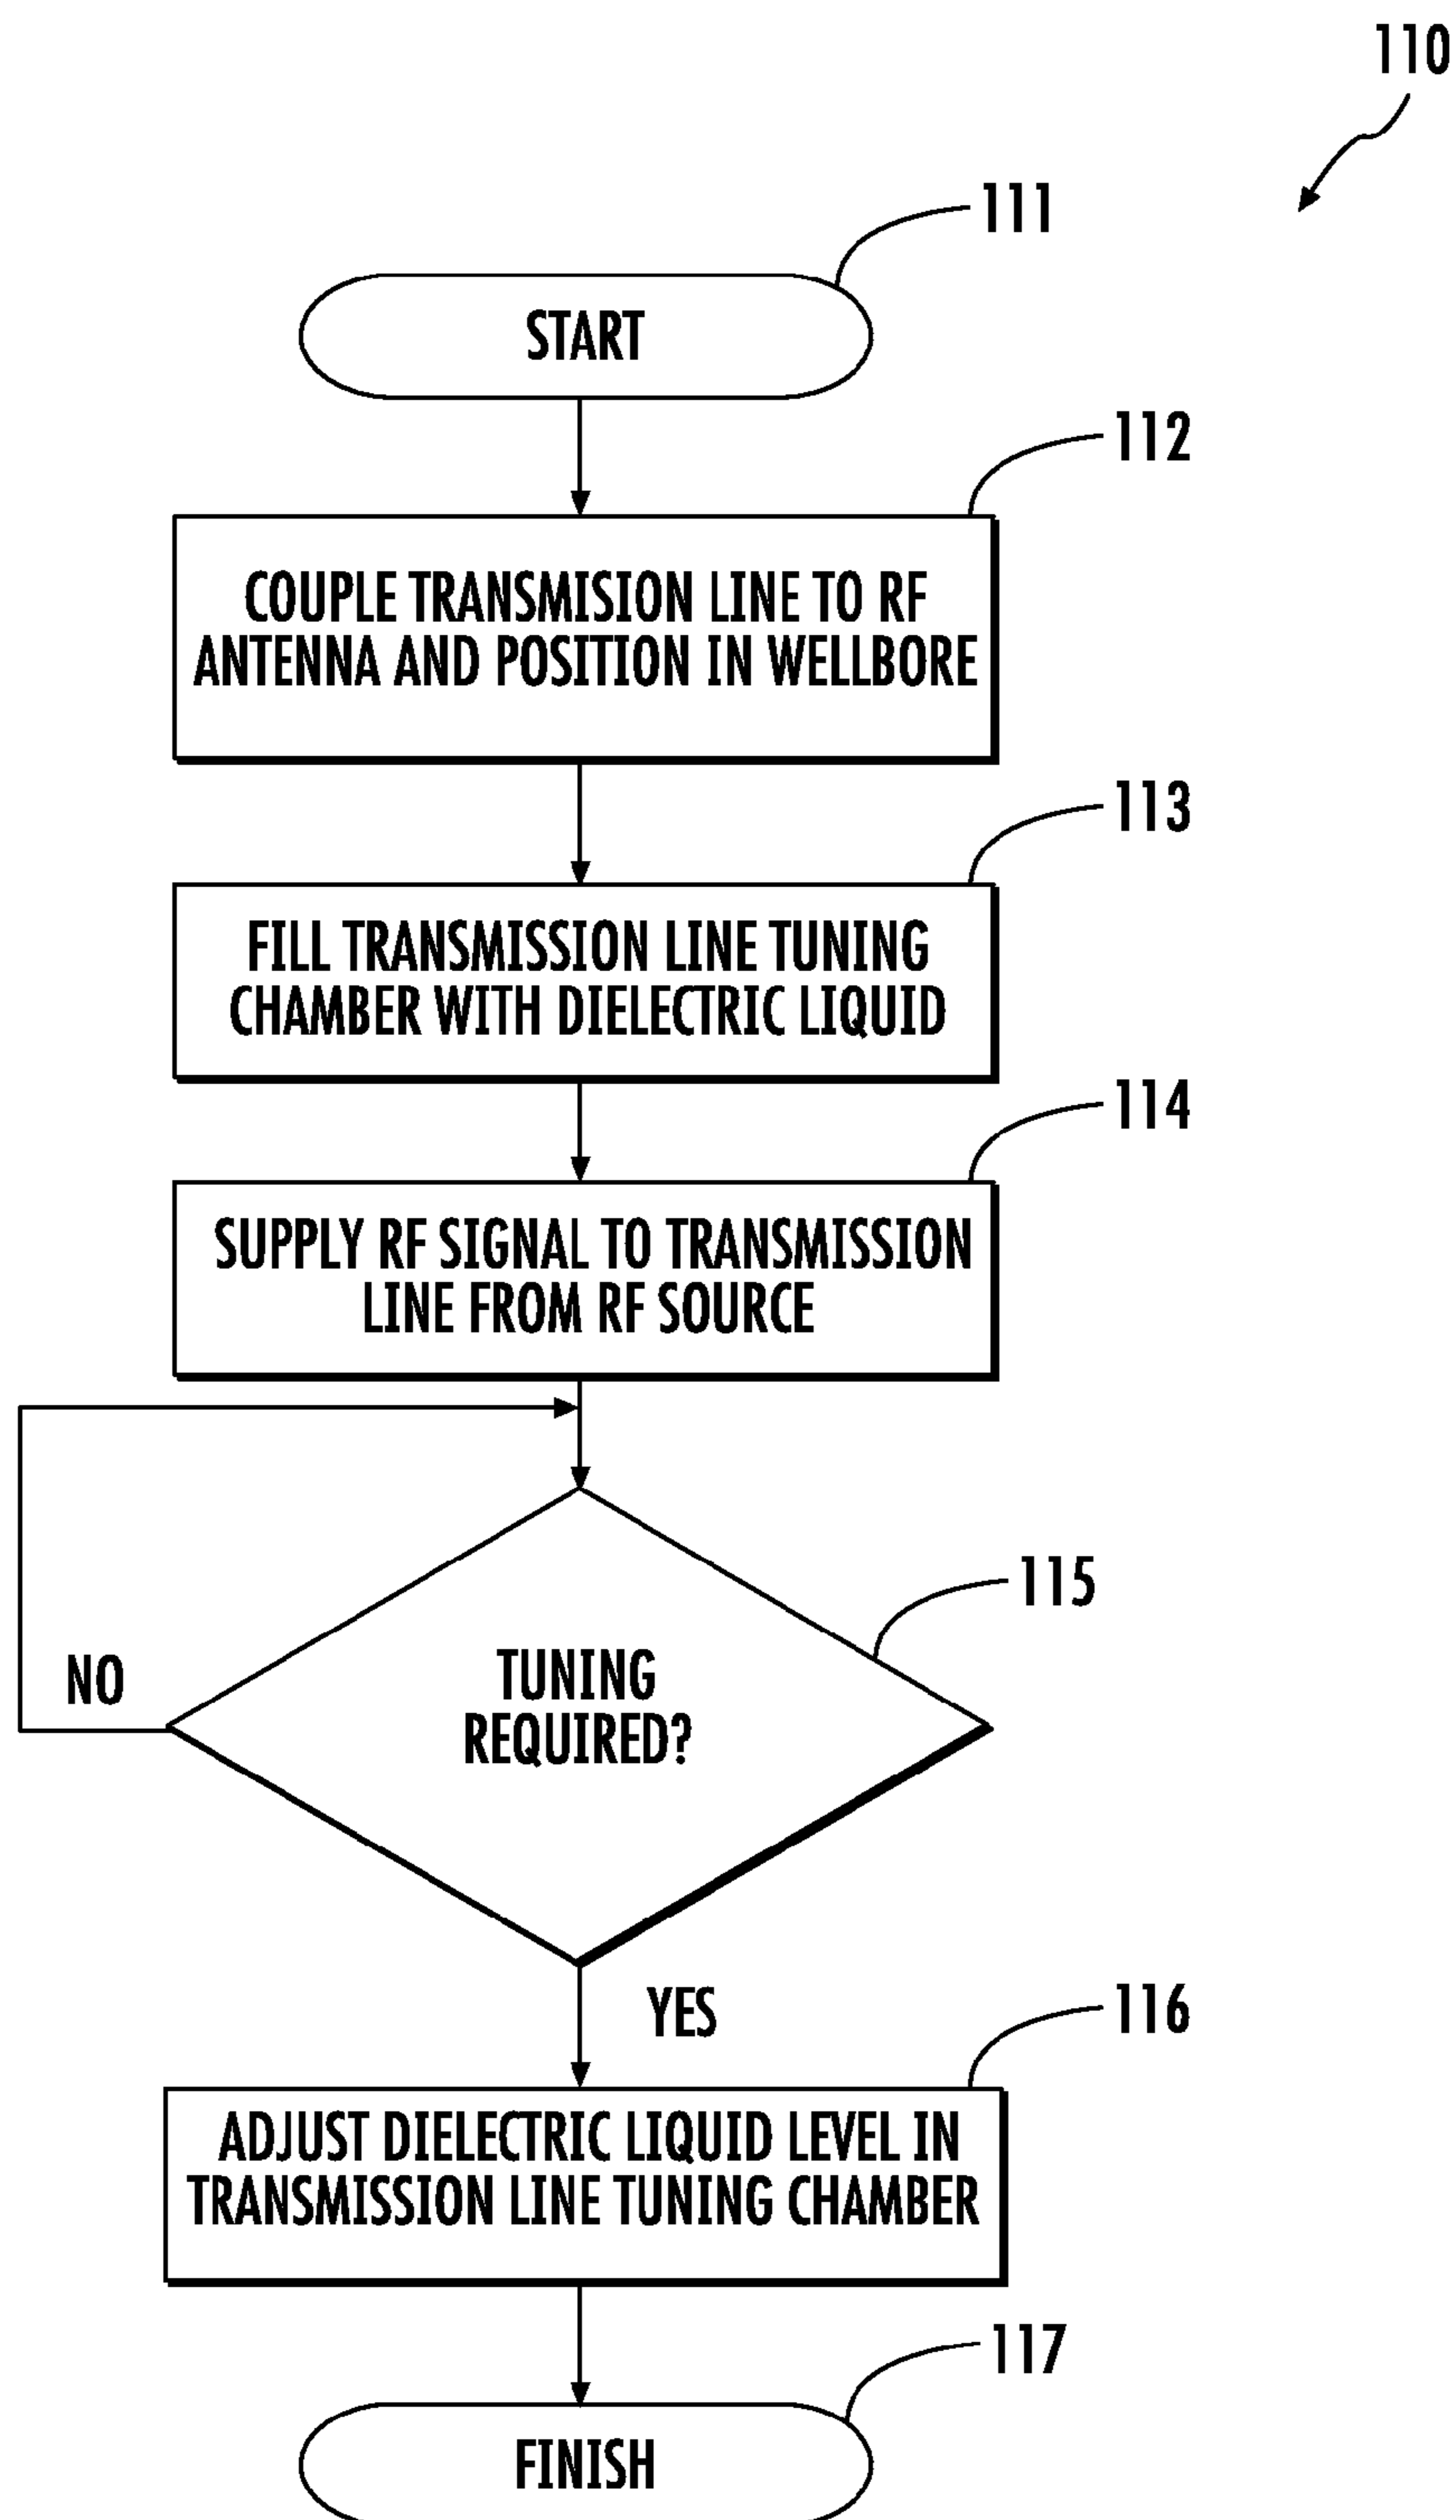 110
111
START
112
COUPLE TRANSMISION LINE TO RF
ANTENNA AND POSITION IN WELLBORE
113
FILL TRANSMISSION LINE TUNING
CHAMBER WITH DIELECTRIC LIQUID
114
SUPPLY RF SIGNAL TO TRANSMISSION
LINE FROM RF SOURCE
115
TUNING
REQUIRED?
NO
YES
116
ADJUST DIELECTRIC LIQUID LEVEL IN
TRANSMISSION LINE TUNING CHAMBER
117
FINISH